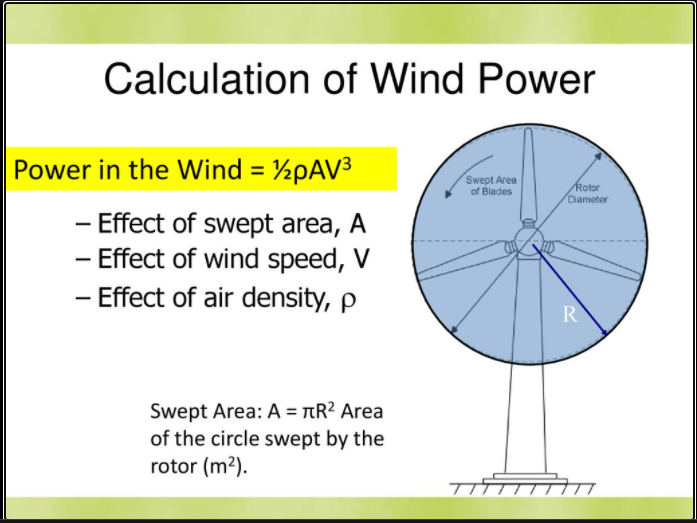 Calculation of Wind Power
Power in the Wind = ½ρAV³
– Effect of swept area, A
– Effect of wind speed, V
– Effect of air density, ρ
Swept Area: A = πR² Area
of the circle swept by the
rotor (m²).
Swept Area
of Blades
Rotor
Diameter
R